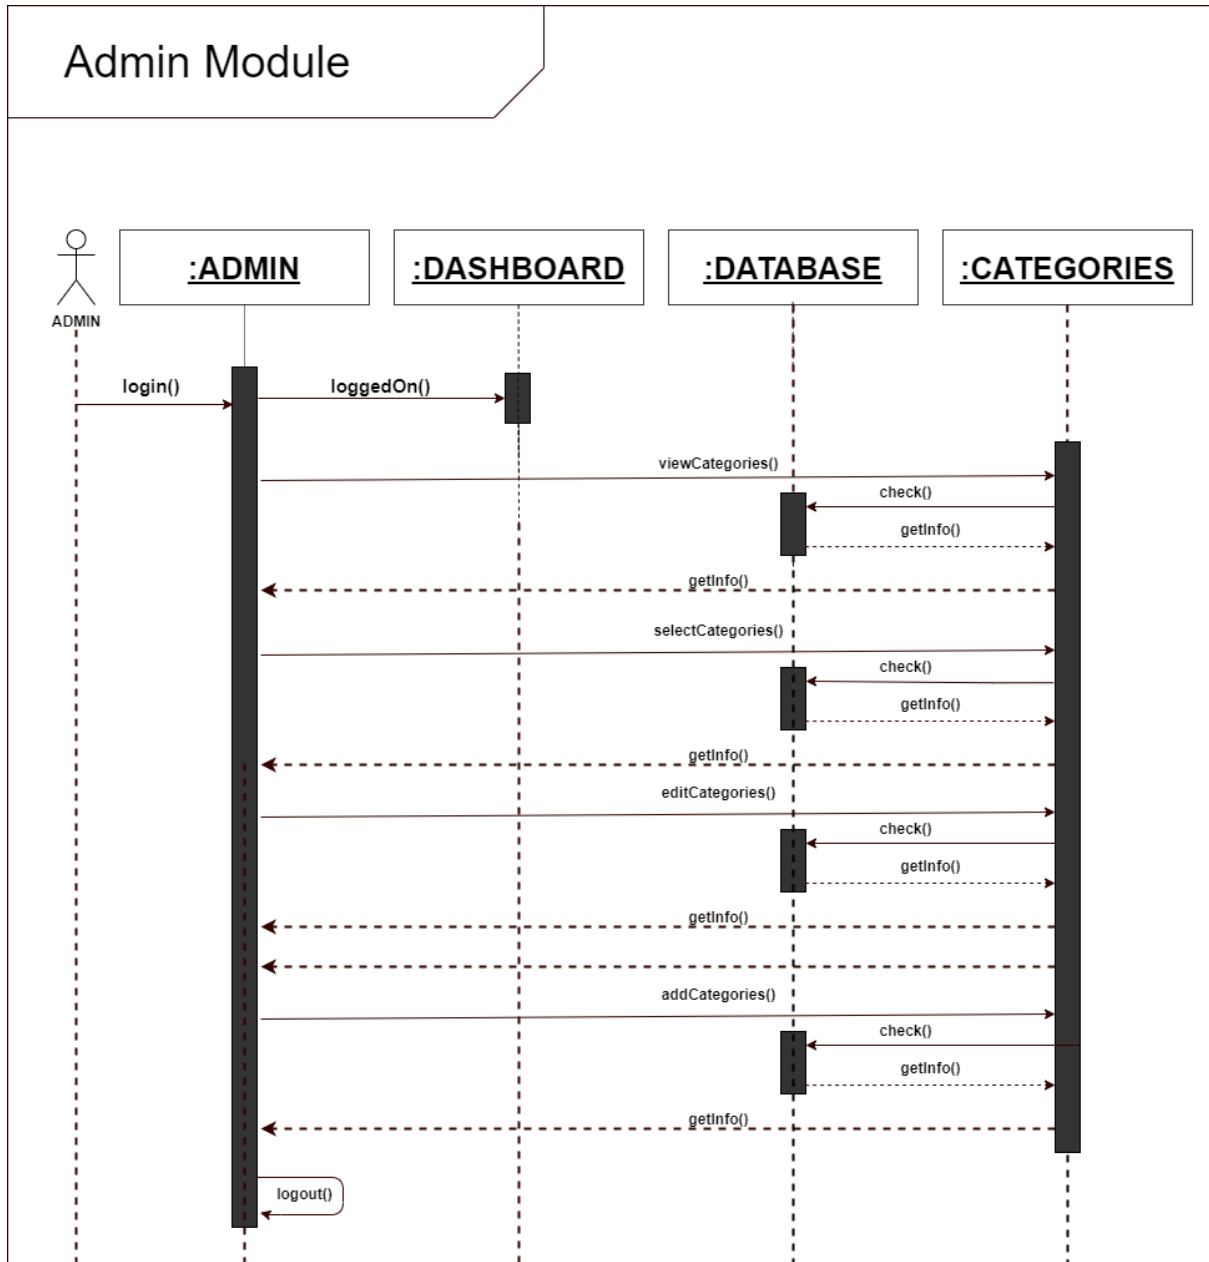 Admin Module
:ADMIN
:DASHBOARD
:DATABASE
:CATEGORIES
ADMIN
login()
loggedOn()
viewCategories()
check()
getInfo()
getInfo()
selectCategories()
check()
getInfo()
getInfo()
editCategories()
check()
getInfo()
getInfo()
addCategories()
check()
getInfo()
getInfo()
logout()